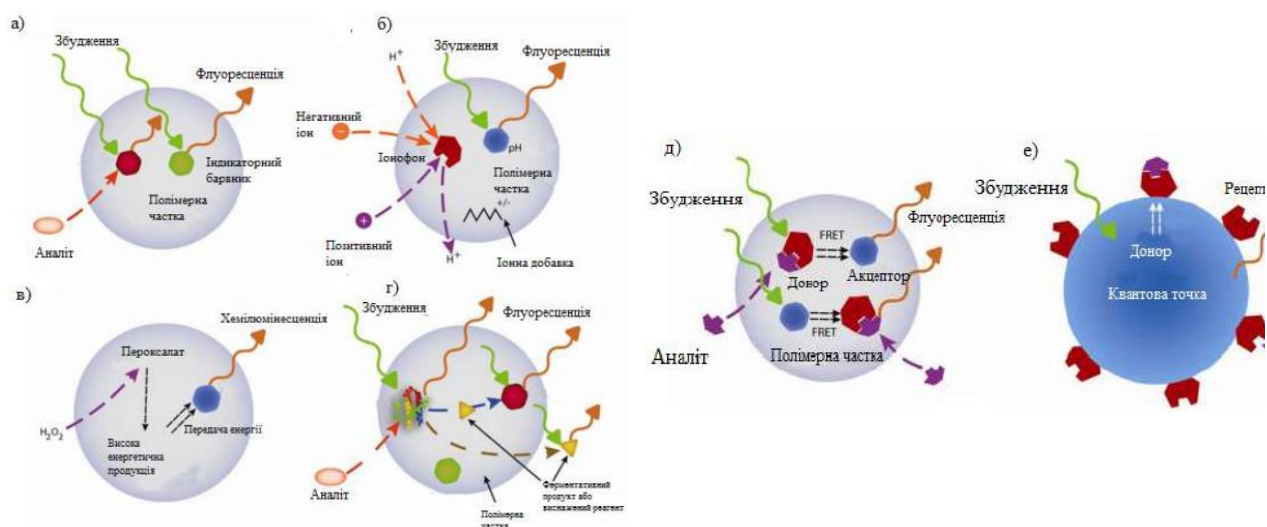 а)
Збудження
Флуоресценція
Індикаторний
барвник
Полімерна
частка
Аналіт
б)
H⁺
Збудження
Флуоресценція
Негативний
іон
−
Іонофон
pH
Полімерна
частка
+/-
+
Позитивний
іон
H⁺
Іонна добавка
в)
Хемілюмінесценція
Пероксалат
H₂O₂
Висока
енергетична
продукція
Передача енергії
г)
Збудження
Флуоресценція
Аналіт
Полімерна
частка
Ферментативний
продукт або
виснажений реагент
д)
Збудження
Флуоресценція
FRET
Донор
Акцептор
FRET
Аналіт
Полімерна частка
е)
Збудження
Рецепт
Донор
Квантова точка